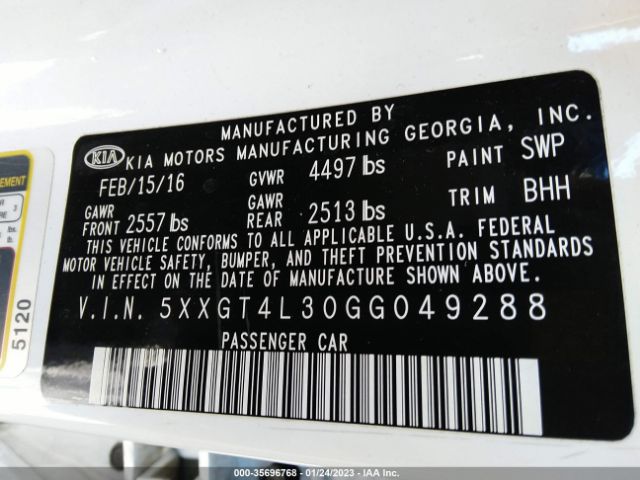 MANUFACTURED BY
KIA KIA MOTORS MANUFACTURING GEORGIA, INC.
FEB/15/16 GVWR 4497 lbs PAINT SWP
GAWR FRONT 2557 lbs GAWR REAR 2513 lbs TRIM BHH
THIS VEHICLE CONFORMS TO ALL APPLICABLE U.S.A. FEDERAL
MOTOR VEHICLE SAFETY, BUMPER, AND THEFT PREVENTION STANDARDS
IN EFFECT ON THE DATE OF MANUFACTURE SHOWN ABOVE.
V.I.N. 5XXGT4L30GG049288
PASSENGER CAR
5120
000-35696768 - 01/24/2023 - IAA Inc.